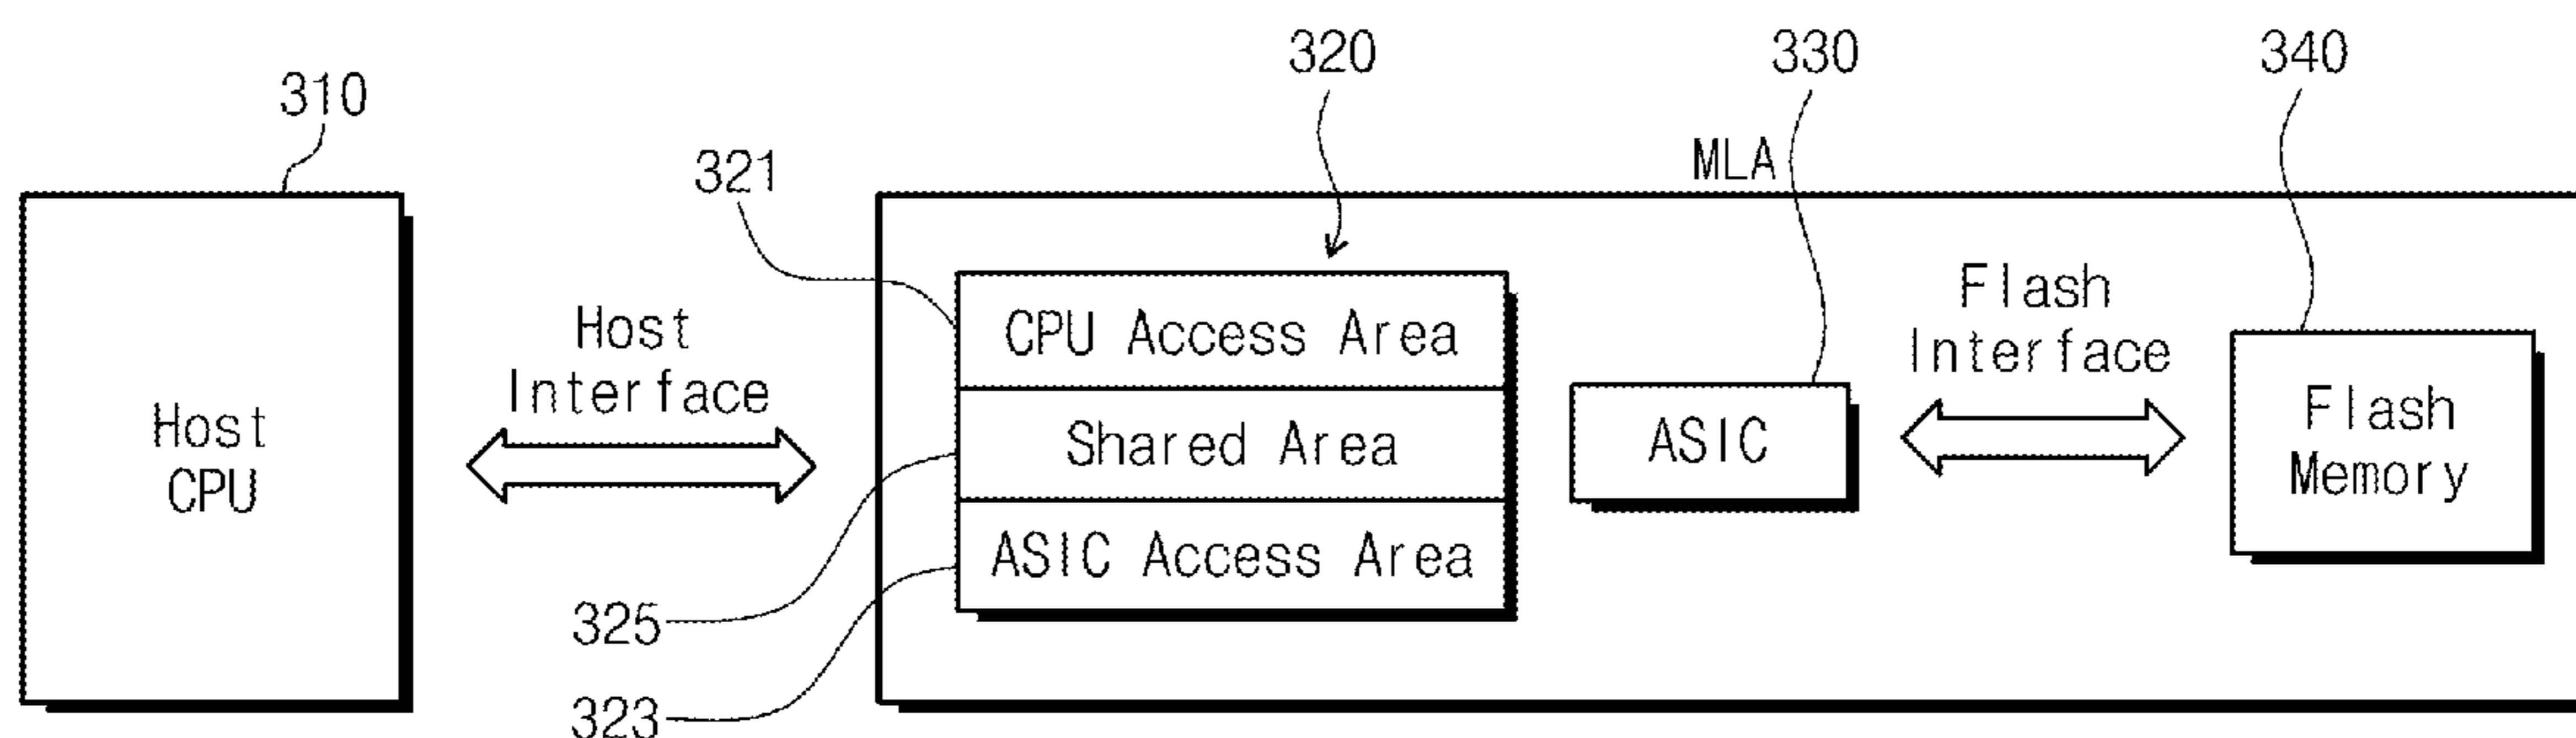 320
330
340
310
MLA
321
Flash
Interface
Host
Interface
CPU Access Area
Host
CPU
Shared Area
ASIC
Flash
Memory
ASIC Access Area
325
323